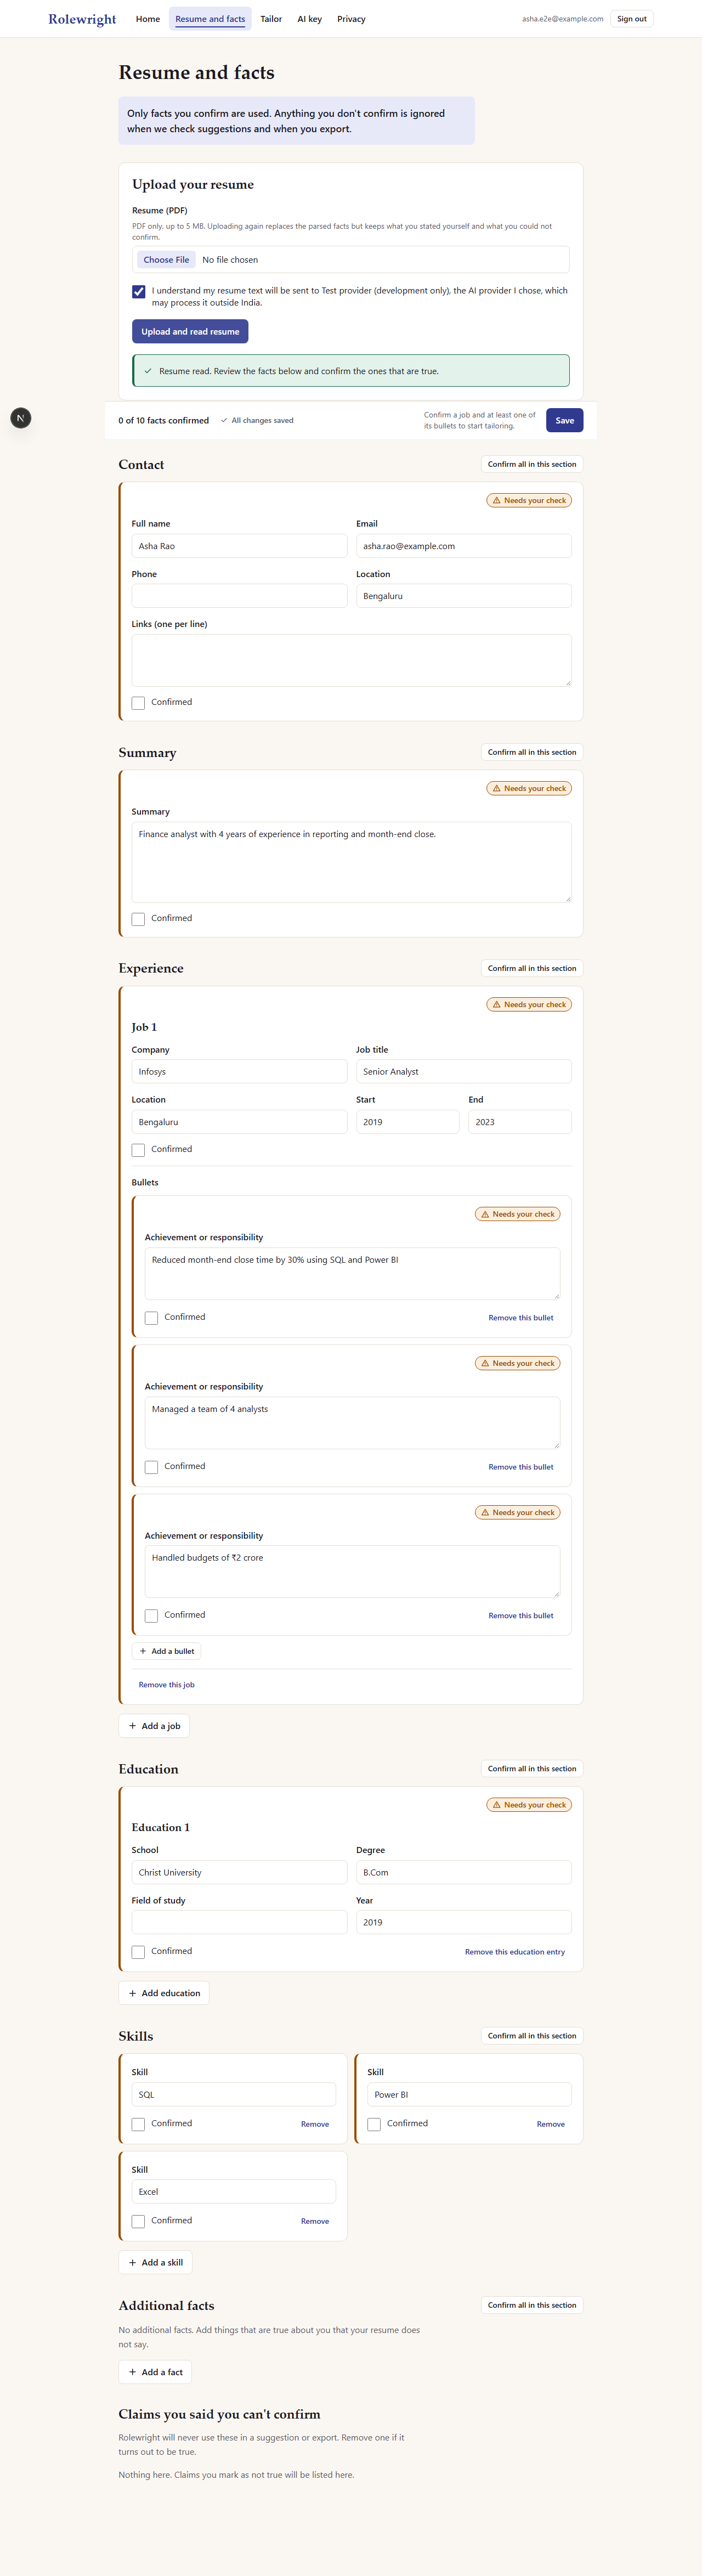 Rolewright
Home
Resume and facts
Tailor
AI key
Privacy
asha.e2e@example.com
Sign out
Resume and facts
Only facts you confirm are used. Anything you don't confirm is ignored
when we check suggestions and when you export.
Upload your resume
Resume (PDF)
PDF only, up to 5 MB. Uploading again replaces the parsed facts but keeps what you stated yourself and what you could not
confirm.
Choose File
No file chosen
I understand my resume text will be sent to Test provider (development only), the AI provider I chose, which
may process it outside India.
Upload and read resume
Resume read. Review the facts below and confirm the ones that are true.
N
0 of 10 facts confirmed
All changes saved
Confirm a job and at least one of
its bullets to start tailoring.
Save
Contact
Confirm all in this section
Needs your check
Full name
Email
Asha Rao
asha.rao@example.com
Phone
Location
Bengaluru
Links (one per line)
Confirmed
Summary
Confirm all in this section
Needs your check
Summary
Finance analyst with 4 years of experience in reporting and month-end close.
Confirmed
Experience
Confirm all in this section
Needs your check
Job 1
Company
Job title
Infosys
Senior Analyst
Location
Start
End
Bengaluru
2019
2023
Confirmed
Bullets
Needs your check
Achievement or responsibility
Reduced month-end close time by 30% using SQL and Power BI
Confirmed
Remove this bullet
Needs your check
Achievement or responsibility
Managed a team of 4 analysts
Confirmed
Remove this bullet
Needs your check
Achievement or responsibility
Handled budgets of ₹2 crore
Confirmed
Remove this bullet
+ Add a bullet
Remove this job
+ Add a job
Education
Confirm all in this section
Needs your check
Education 1
School
Degree
Christ University
B.Com
Field of study
Year
2019
Confirmed
Remove this education entry
+ Add education
Skills
Confirm all in this section
Skill
Skill
SQL
Power BI
Confirmed
Remove
Confirmed
Remove
Skill
Excel
Confirmed
Remove
+ Add a skill
Additional facts
Confirm all in this section
No additional facts. Add things that are true about you that your resume does
not say.
+ Add a fact
Claims you said you can't confirm
Rolewright will never use these in a suggestion or export. Remove one if it
turns out to be true.
Nothing here. Claims you mark as not true will be listed here.